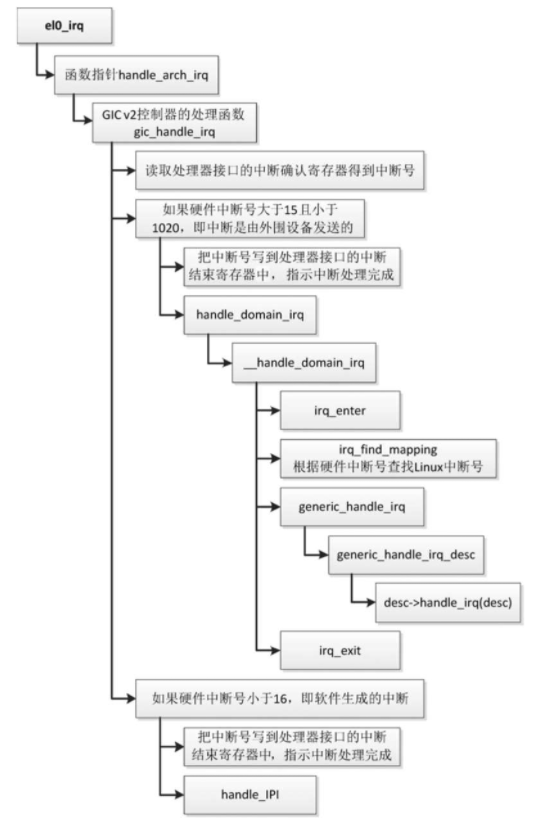 el0_irq
函数指针handle_arch_irq
GIC v2控制器的处理函数
gic_handle_irq
读取处理器接口的中断确认寄存器得到中断号
如果硬件中断号大于15且小于
1020，即中断是由外围设备发送的
把中断号写到处理器接口的中断
结束寄存器中，指示中断处理完成
handle_domain_irq
__handle_domain_irq
irq_enter
irq_find_mapping
根据硬件中断号查找Linux中断号
generic_handle_irq
generic_handle_irq_desc
desc->handle_irq(desc)
irq_exit
如果硬件中断号小于16，即软件生成的中断
把中断号写到处理器接口的中断
结束寄存器中，指示中断处理完成
handle_IPI